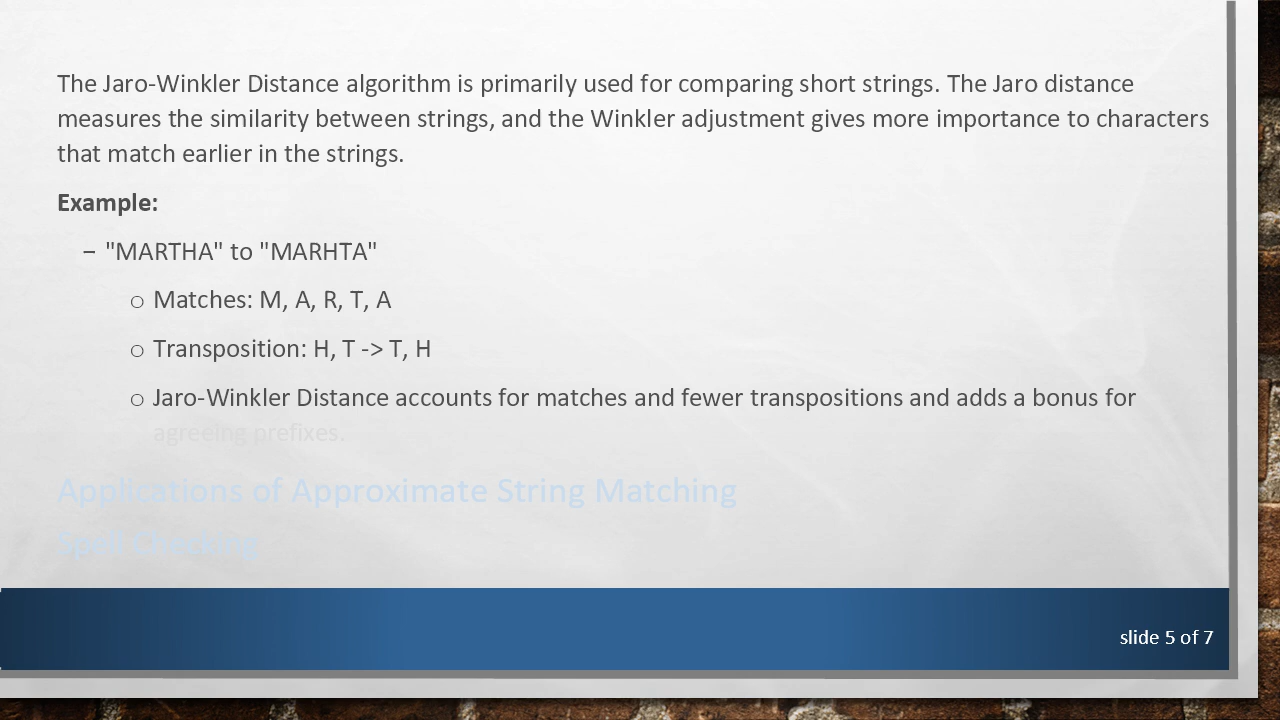 The Jaro-Winkler Distance algorithm is primarily used for comparing short strings. The Jaro distance
measures the similarity between strings, and the Winkler adjustment gives more importance to characters
that match earlier in the strings.
Example:
– "MARTHA" to "MARHTA"
o Matches: M, A, R, T, A
o Transposition: H, T -> T, H
o Jaro-Winkler Distance accounts for matches and fewer transpositions and adds a bonus for
agreeing prefixes.
Applications of Approximate String Matching
Spell Checking
slide 5 of 7